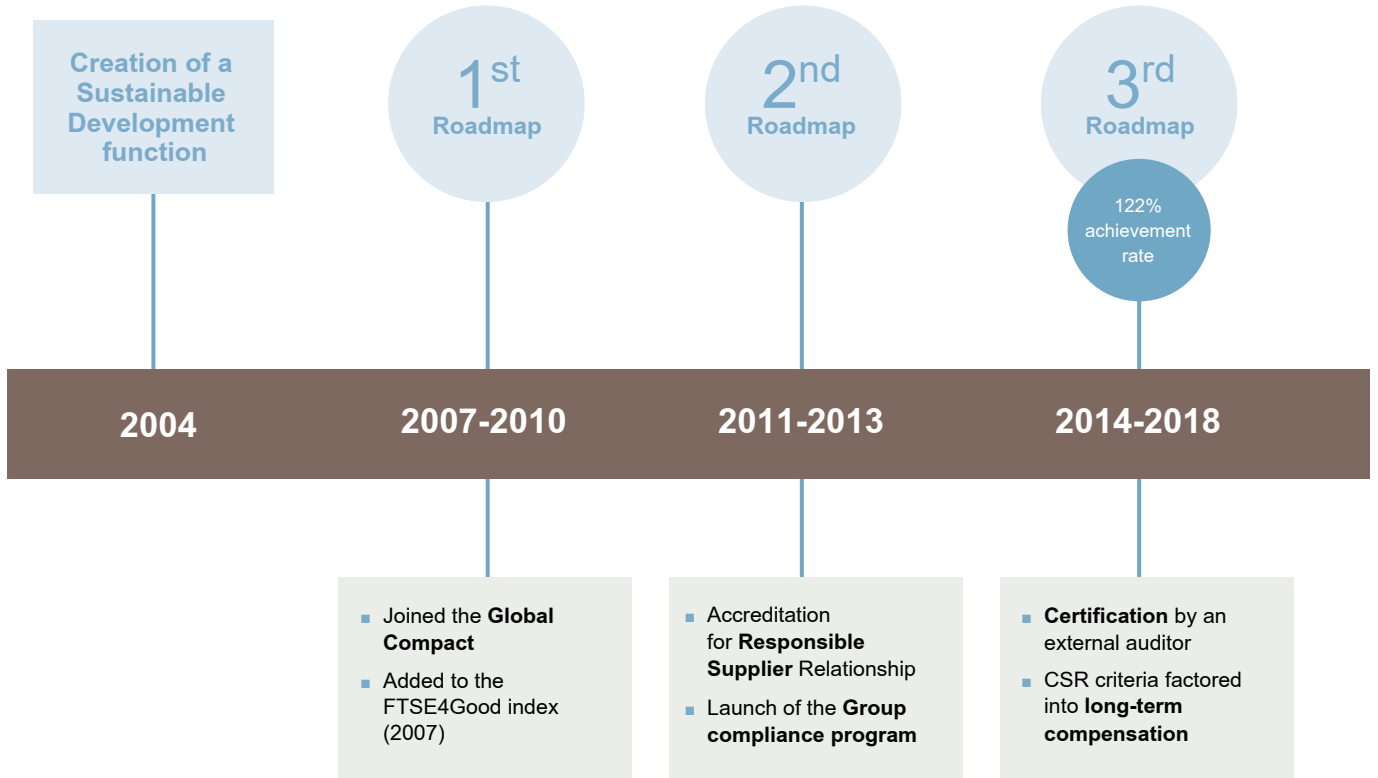 Creation of a
Sustainable
Development
function
1st
Roadmap
2nd
Roadmap
3rd
Roadmap
122%
achievement
rate
2004
2007-2010
2011-2013
2014-2018
■ Joined the Global
Compact
■ Added to the
FTSE4Good index
(2007)
■ Accreditation
for Responsible
Supplier Relationship
■ Launch of the Group
compliance program
■ Certification by an
external auditor
■ CSR criteria factored
into long-term
compensation